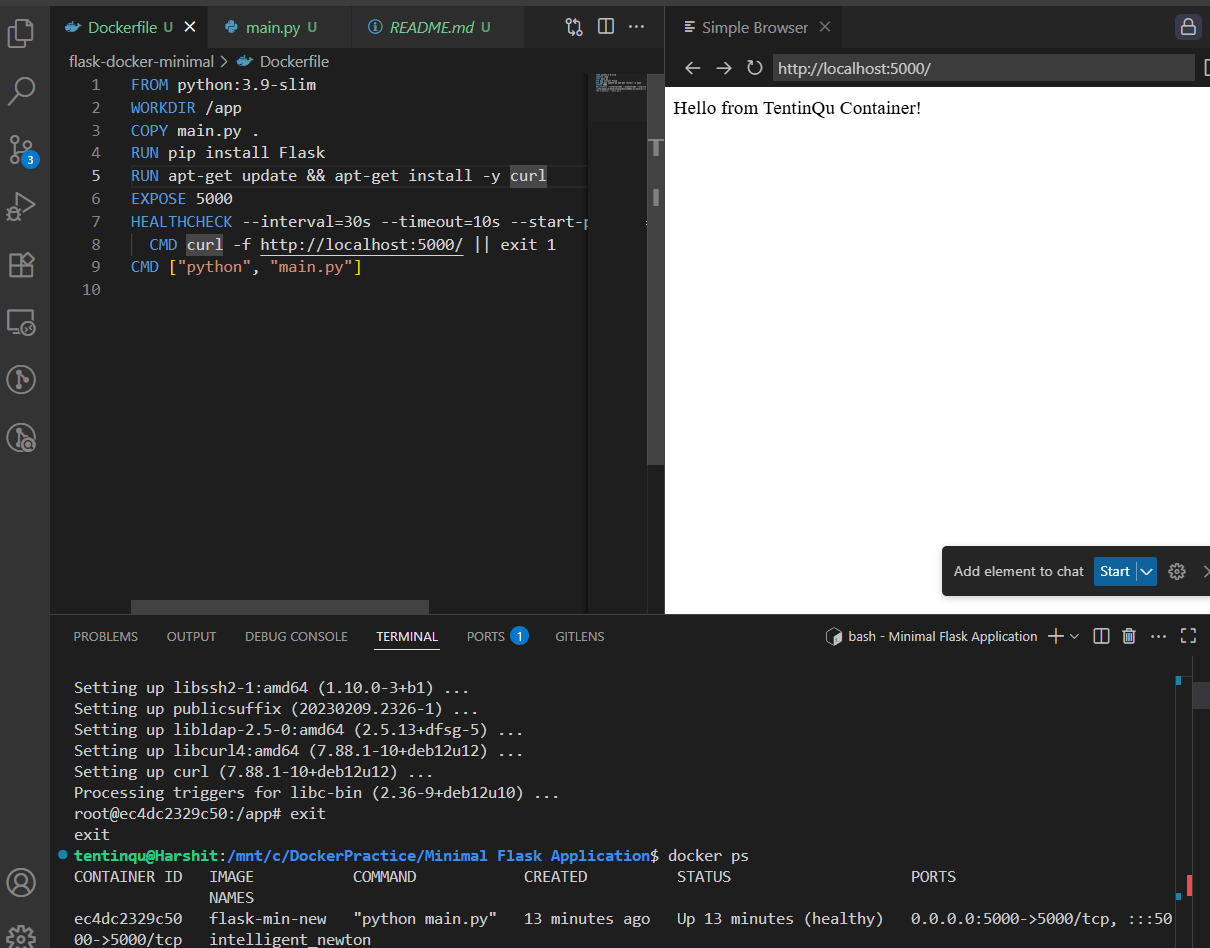 Dockerfile U
main.py U
README.md U
Simple Browser
flask-docker-minimal > Dockerfile
http://localhost:5000/
1 FROM python:3.9-slim
2 WORKDIR /app
3 COPY main.py .
4 RUN pip install Flask
5 RUN apt-get update && apt-get install -y curl
6 EXPOSE 5000
7 HEALTHCHECK --interval=30s --timeout=10s --start-p
8 CMD curl -f http://localhost:5000/ || exit 1
9 CMD ["python", "main.py"]
10
Hello from TentinQu Container!
3
Add element to chat Start
PROBLEMS OUTPUT DEBUG CONSOLE TERMINAL PORTS 1 GITLENS
bash - Minimal Flask Application
Setting up libssh2-1:amd64 (1.10.0-3+b1) ...
Setting up publicsuffix (20230209.2326-1) ...
Setting up libldap-2.5-0:amd64 (2.5.13+dfsg-5) ...
Setting up libcurl4:amd64 (7.88.1-10+deb12u12) ...
Setting up curl (7.88.1-10+deb12u12) ...
Processing triggers for libc-bin (2.36-9+deb12u10) ...
root@ec4dc2329c50:/app# exit
exit
tentinqu@Harshit:/mnt/c/DockerPractice/Minimal Flask Application$ docker ps
CONTAINER ID IMAGE COMMAND CREATED STATUS PORTS
NAMES
ec4dc2329c50 flask-min-new "python main.py" 13 minutes ago Up 13 minutes (healthy) 0.0.0.0:5000->5000/tcp, :::50
00->5000/tcp intelligent_newton